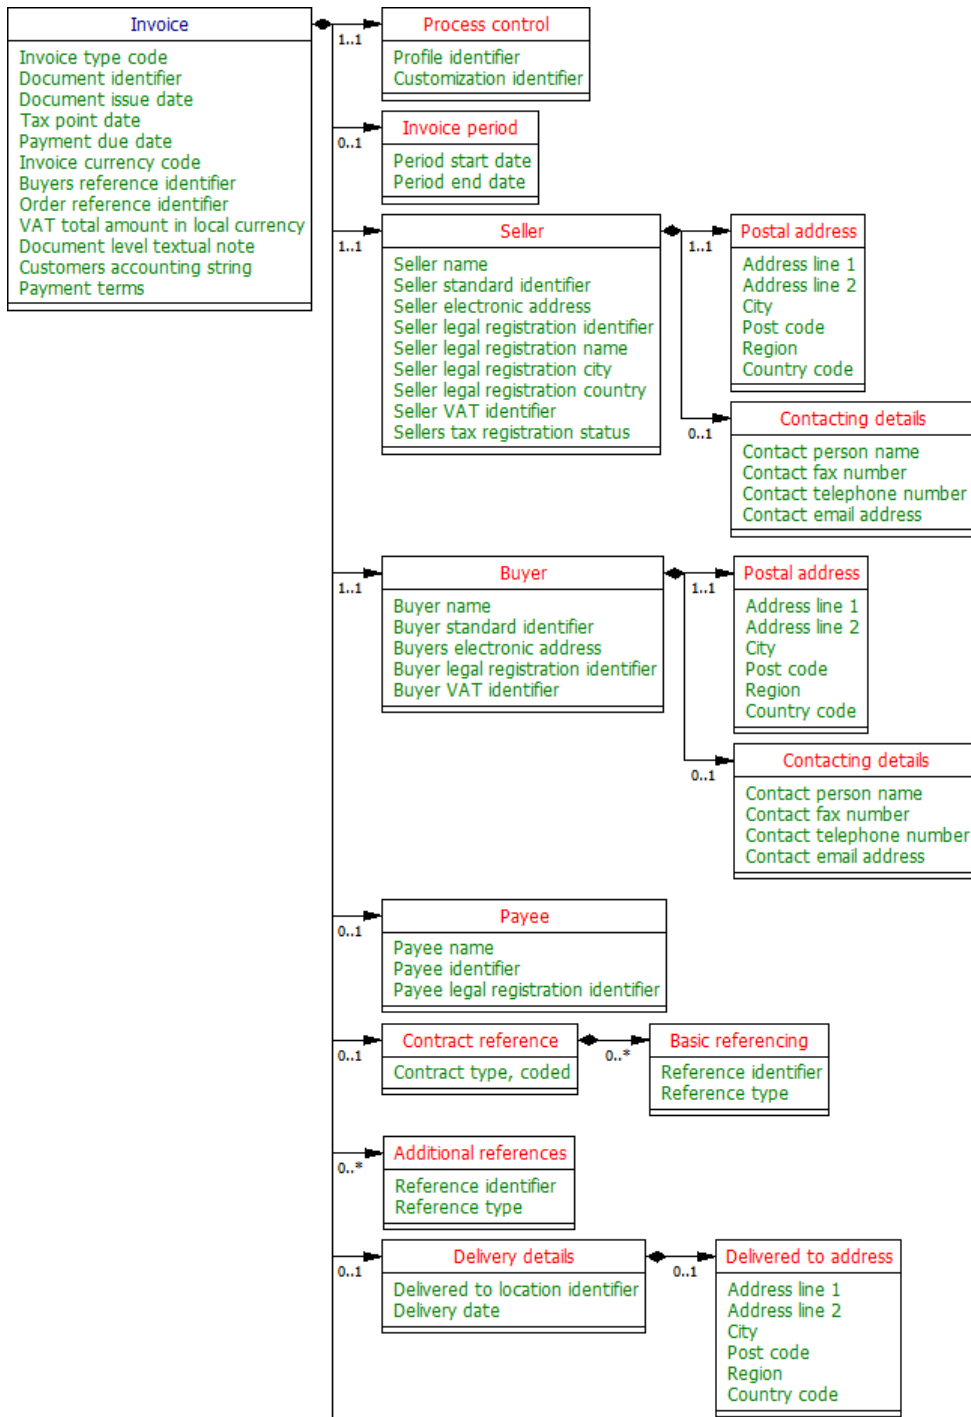 Invoice
Invoice type code
Document identifier
Document issue date
Tax point date
Payment due date
Invoice currency code
Buyers reference identifier
Order reference identifier
VAT total amount in local currency
Document level textual note
Customers accounting string
Payment terms
1..1
Process control
Profile identifier
Customization identifier
0..1
Invoice period
Period start date
Period end date
1..1
Seller
Seller name
Seller standard identifier
Seller electronic address
Seller legal registration identifier
Seller legal registration name
Seller legal registration city
Seller legal registration country
Seller VAT identifier
Sellers tax registration status
1..1
Postal address
Address line 1
Address line 2
City
Post code
Region
Country code
0..1
Contacting details
Contact person name
Contact fax number
Contact telephone number
Contact email address
1..1
Buyer
Buyer name
Buyer standard identifier
Buyers electronic address
Buyer legal registration identifier
Buyer VAT identifier
1..1
Postal address
Address line 1
Address line 2
City
Post code
Region
Country code
0..1
Contacting details
Contact person name
Contact fax number
Contact telephone number
Contact email address
0..1
Payee
Payee name
Payee identifier
Payee legal registration identifier
0..1
Contract reference
Contract type, coded
0..*
Basic referencing
Reference identifier
Reference type
0..*
Additional references
Reference identifier
Reference type
0..1
Delivery details
Delivered to location identifier
Delivery date
0..1
Delivered to address
Address line 1
Address line 2
City
Post code
Region
Country code